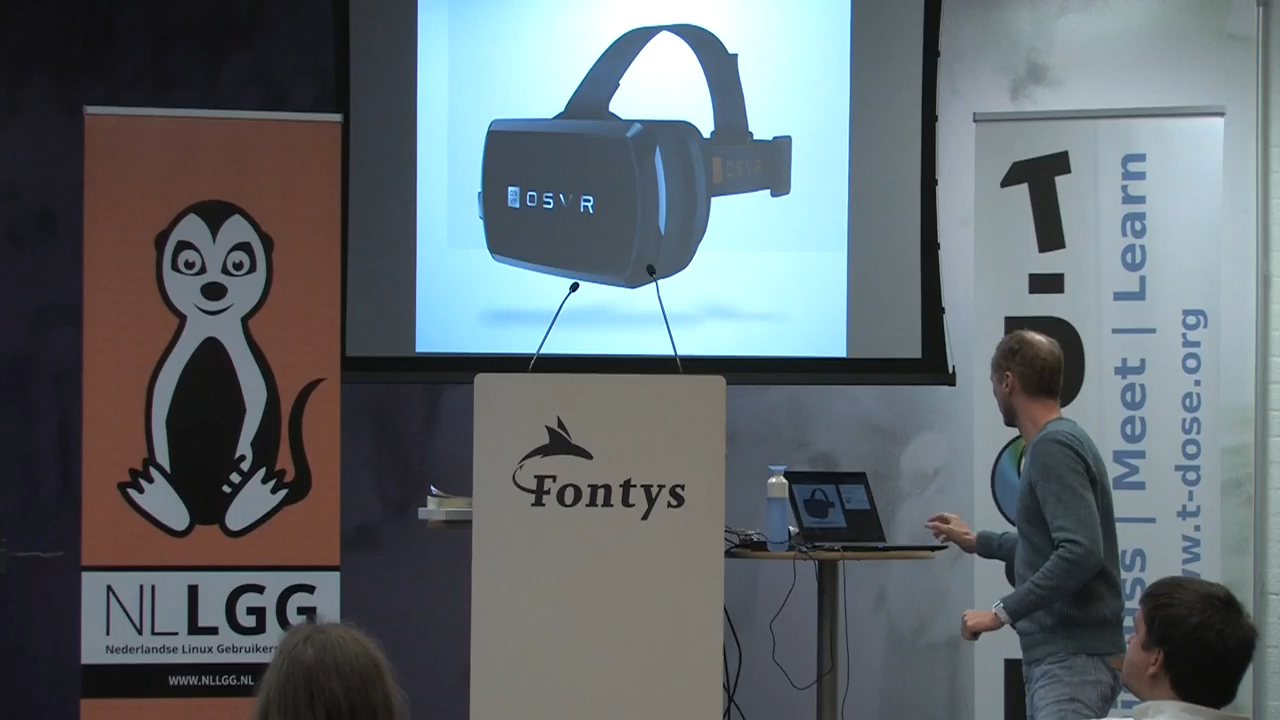 OSVR
OSVR
T-D
Meet | Learn
www.t-dose.org
Fontys
NLLGG
Nederlandse Linux Gebruikers
WWW.NLLGG.NL